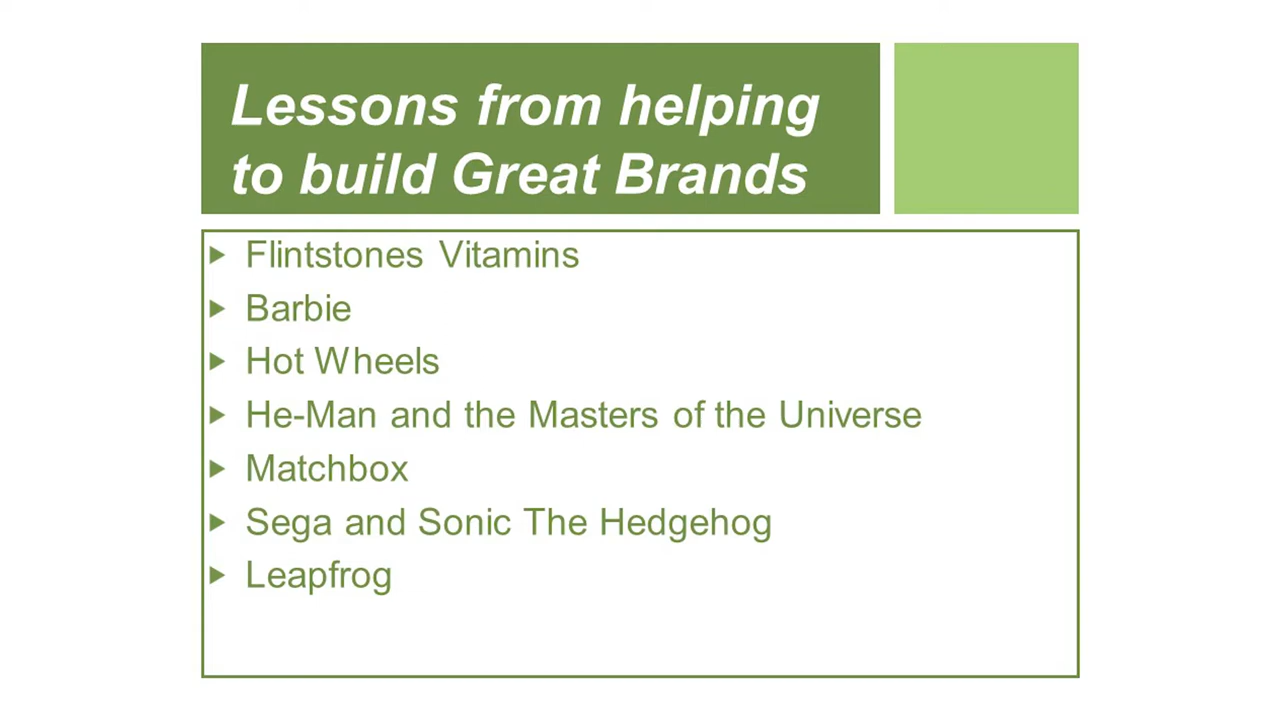 Lessons from helping
to build Great Brands
Flintstones Vitamins
Barbie
Hot Wheels
He-Man and the Masters of the Universe
Matchbox
Sega and Sonic The Hedgehog
Leapfrog